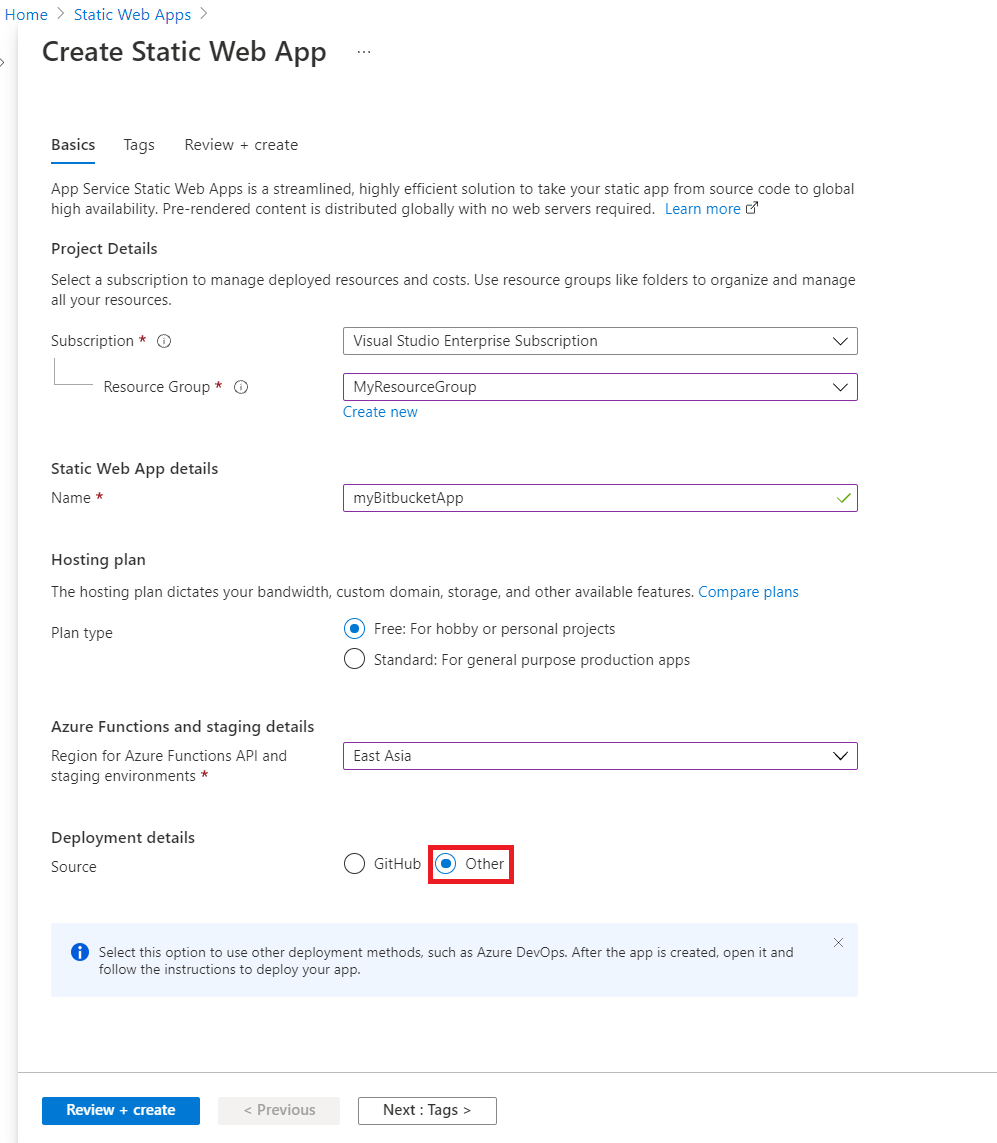 Home > Static Web Apps >
Create Static Web App ...
Basics Tags Review + create
App Service Static Web Apps is a streamlined, highly efficient solution to take your static app from source code to global
high availability. Pre-rendered content is distributed globally with no web servers required. Learn more
Project Details
Select a subscription to manage deployed resources and costs. Use resource groups like folders to organize and manage
all your resources.
Subscription * Visual Studio Enterprise Subscription
Resource Group * MyResourceGroup
Create new
Static Web App details
Name * myBitbucketApp
Hosting plan
The hosting plan dictates your bandwidth, custom domain, storage, and other available features. Compare plans
Plan type Free: For hobby or personal projects
Standard: For general purpose production apps
Azure Functions and staging details
Region for Azure Functions API and East Asia
staging environments *
Deployment details
Source GitHub Other
Select this option to use other deployment methods, such as Azure DevOps. After the app is created, open it and
follow the instructions to deploy your app.
Review + create < Previous Next : Tags >